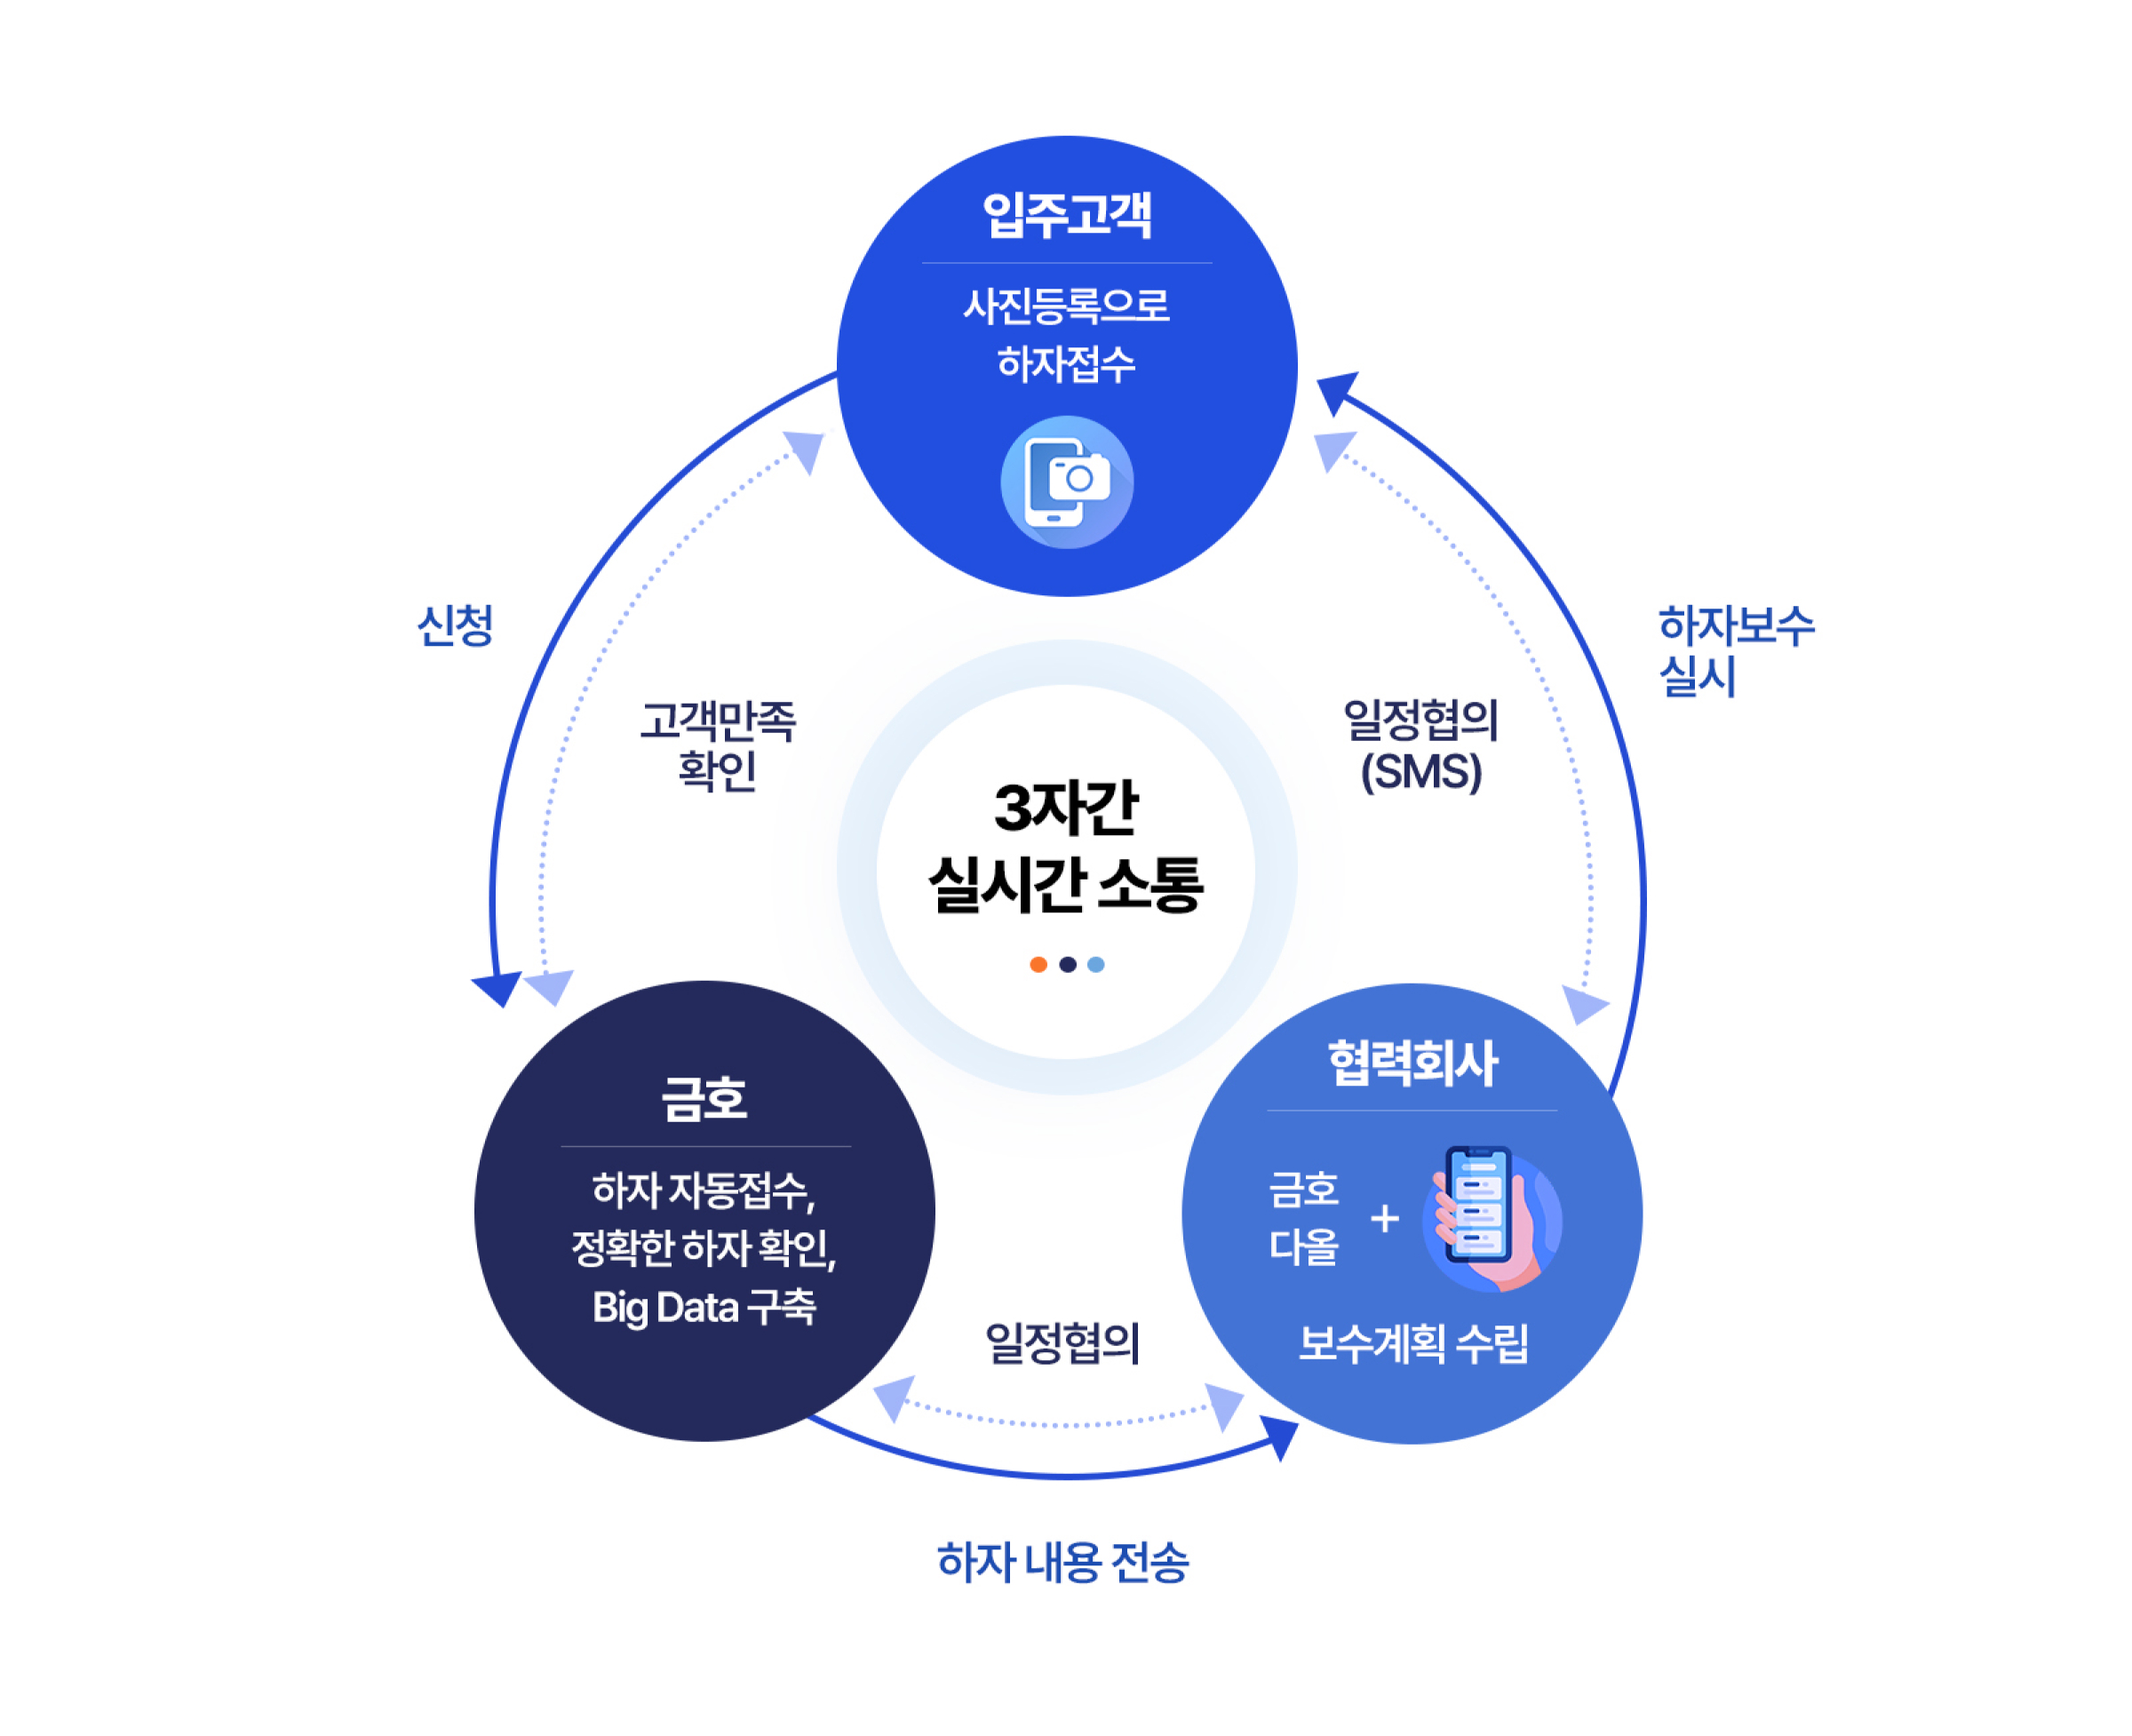 입주고객
사진등록으로
하자접수
신청
고객만족
확인
일정협의
(SMS)
하자보수
실시
3자간
실시간 소통
금호
하자 자동접수,
정확한 하자 확인,
Big Data 구축
협력회사
금호
다올
+
보수계획 수립
일정협의
하자 내용 전송